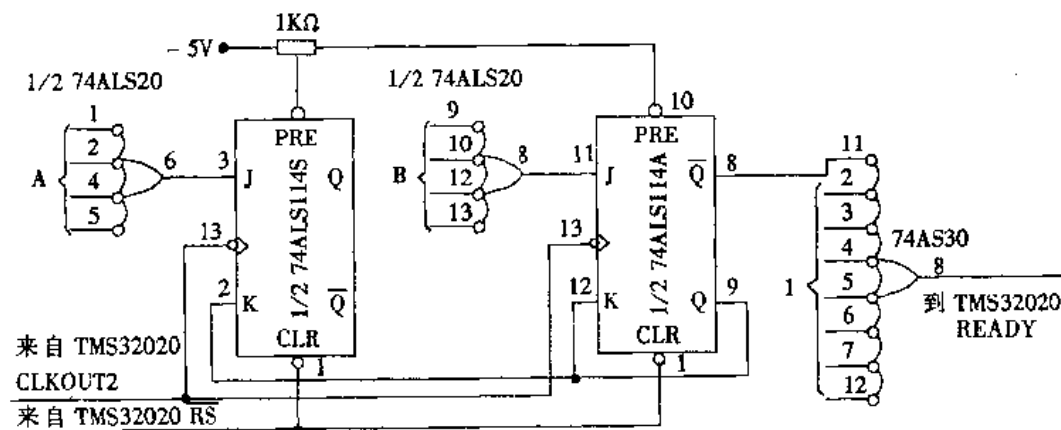 1KΩ
- 5V
1/2 74ALS20
1/2 74ALS20
1
2
4
5
A
6
3
J
PRE
Q
1/2 74ALS114S
13
2
K
Q̅
CLR
1
9
10
12
13
B
8
11
J
10
PRE
Q̅
8
1/2 74ALS114A
13
12
K
Q
9
CLR
1
11
2
3
4
5
6
7
12
1
74AS30
8
到 TMS32020
READY
来自 TMS32020
CLKOUT2
来自 TMS32020 R̅S̅